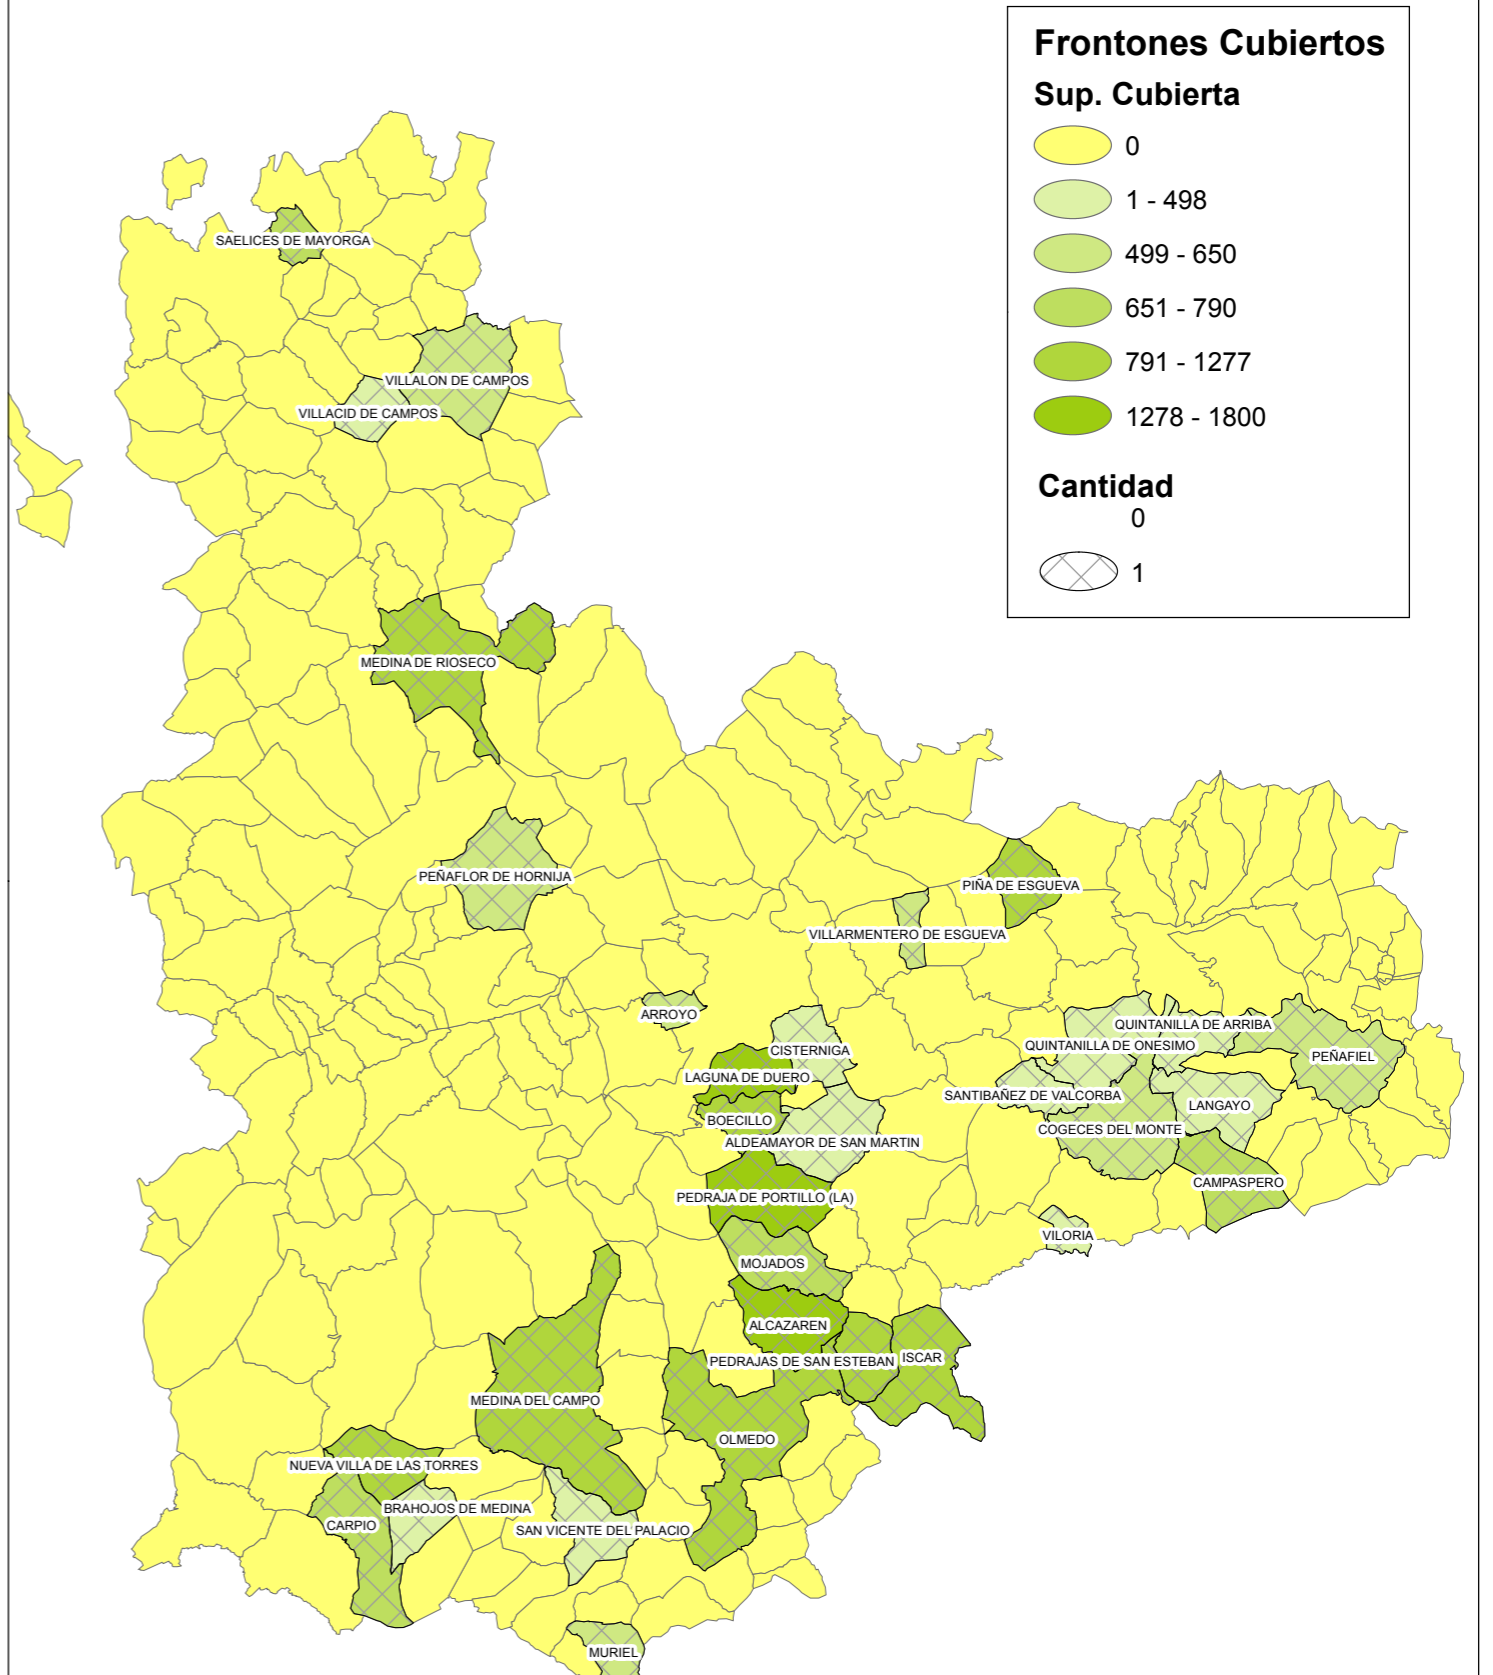 Frontones Cubiertos
Sup. Cubierta
0
1 - 498
499 - 650
651 - 790
791 - 1277
1278 - 1800
Cantidad
0
1
SAELICES DE MAYORGA
VILLALON DE CAMPOS
VILLACID DE CAMPOS
MEDINA DE RIOSECO
PEÑAFLOR DE HORNIJA
PIÑA DE ESGUEVA
VILLARMENTERO DE ESGUEVA
ARROYO
QUINTANILLA DE ARRIBA
QUINTANILLA DE ONESIMO
CISTERNIGA
PEÑAFIEL
LAGUNA DE DUERO
SANTIBAÑEZ DE VALCORBA
LANGAYO
BOECILLO
COGECES DEL MONTE
ALDEAMAYOR DE SAN MARTIN
CAMPASPERO
PEDRAJA DE PORTILLO (LA)
VILORIA
MOJADOS
ALCAZAREN
PEDRAJAS DE SAN ESTEBAN
ISCAR
MEDINA DEL CAMPO
OLMEDO
NUEVA VILLA DE LAS TORRES
BRAHOJOS DE MEDINA
CARPIO
SAN VICENTE DEL PALACIO
MURIEL